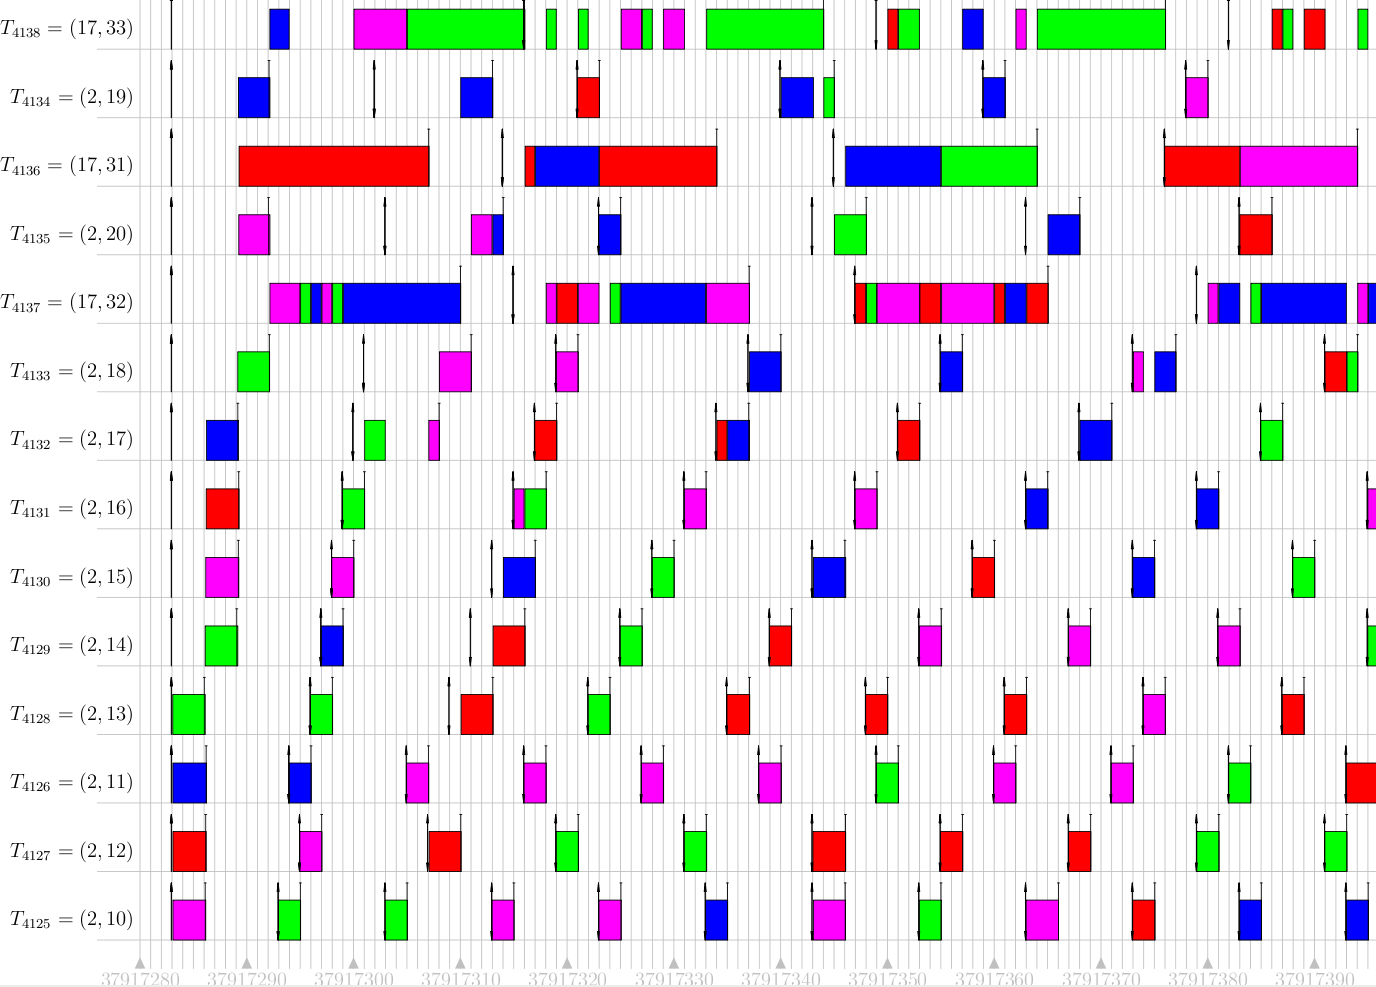 T4138 = (17, 33)
T4134 = (2, 19)
T4136 = (17, 31)
T4135 = (2, 20)
T4137 = (17, 32)
T4133 = (2, 18)
T4132 = (2, 17)
T4131 = (2, 16)
T4130 = (2, 15)
T4129 = (2, 14)
T4128 = (2, 13)
T4126 = (2, 11)
T4127 = (2, 12)
T4125 = (2, 10)
37917280 37917290 37917300 37917310 37917320 37917330 37917340 37917350 37917360 37917370 37917380 37917390